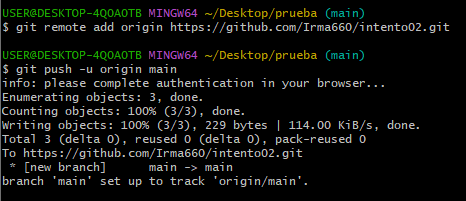 USER@DESKTOP-4QOAOTB MINGW64 ~/Desktop/prueba (main)
$ git remote add origin https://github.com/Irma660/intento02.git
USER@DESKTOP-4QOAOTB MINGW64 ~/Desktop/prueba (main)
$ git push -u origin main
info: please complete authentication in your browser...
Enumerating objects: 3, done.
Counting objects: 100% (3/3), done.
Writing objects: 100% (3/3), 229 bytes | 114.00 KiB/s, done.
Total 3 (delta 0), reused 0 (delta 0), pack-reused 0
To https://github.com/Irma660/intento02.git
 * [new branch]      main -> main
branch 'main' set up to track 'origin/main'.